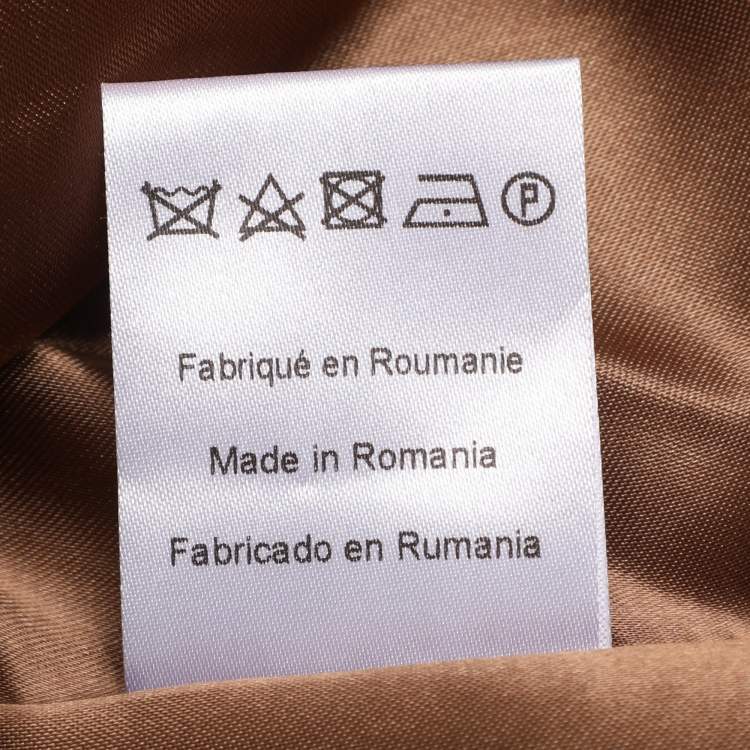 P
Fabriqué en Roumanie
Made in Romania
Fabricado en Rumania